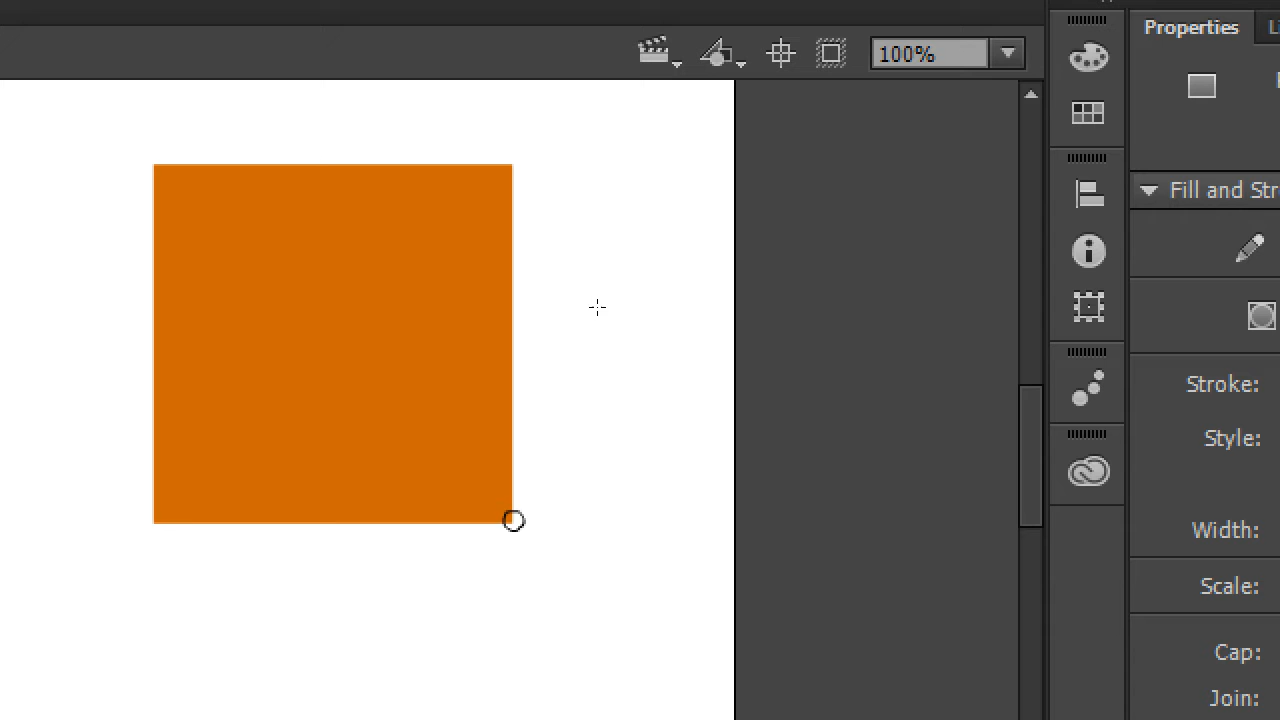 100%
Properties
Fill and Str
Stroke:
Style:
Width:
Scale:
Cap:
Join: